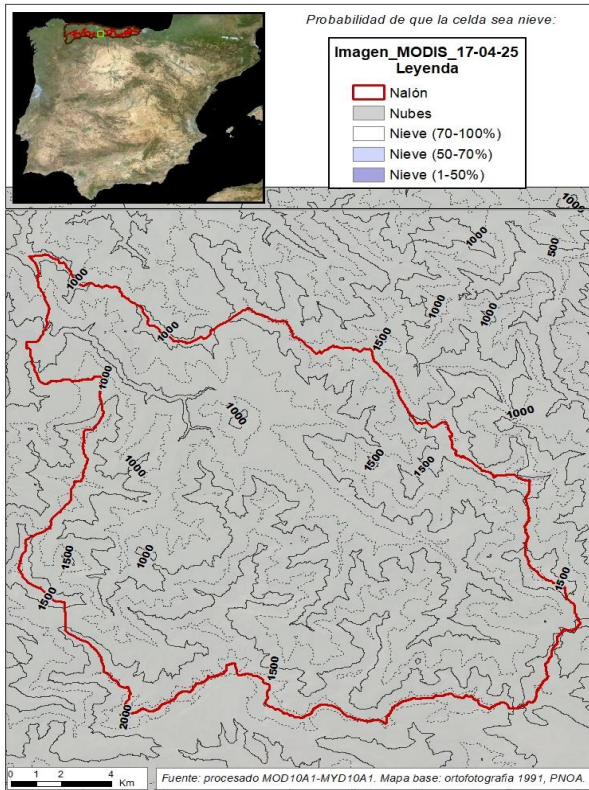 Probabilidad de que la celda sea nieve:
Imagen_MODIS_17-04-25
Leyenda
Nalón
Nubes
Nieve (70-100%)
Nieve (50-70%)
Nieve (1-50%)
1000
1000
500
1000
1000
1000
1000
1500
1000
1000
1000
1500
1500
1000
1500
1000
1500
1500
1500
2000
0 1 2 4
Km
Fuente: procesado MOD10A1-MYD10A1. Mapa base: ortofotografia 1991, PNOA.